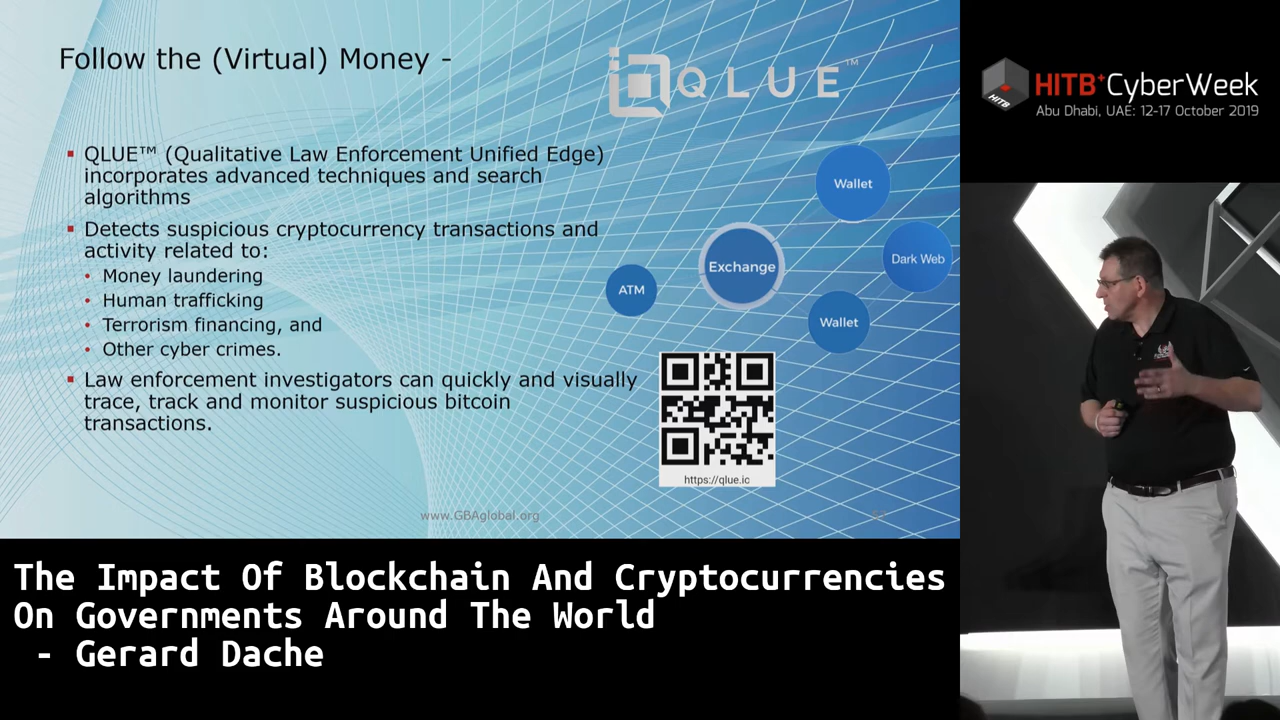 Follow the (Virtual) Money -
QLUE™
QLUE™ (Qualitative Law Enforcement Unified Edge)
incorporates advanced techniques and search
algorithms
Detects suspicious cryptocurrency transactions and
activity related to:
Money laundering
Human trafficking
Terrorism financing, and
Other cyber crimes.
Law enforcement investigators can quickly and visually
trace, track and monitor suspicious bitcoin
transactions.
Wallet
Exchange
Dark Web
ATM
Wallet
https://qlue.ic
www.GBAglobal.org
HITB+CyberWeek
HITB
Abu Dhabi, UAE: 12-17 October 2019
The Impact Of Blockchain And Cryptocurrencies
On Governments Around The World
- Gerard Dache